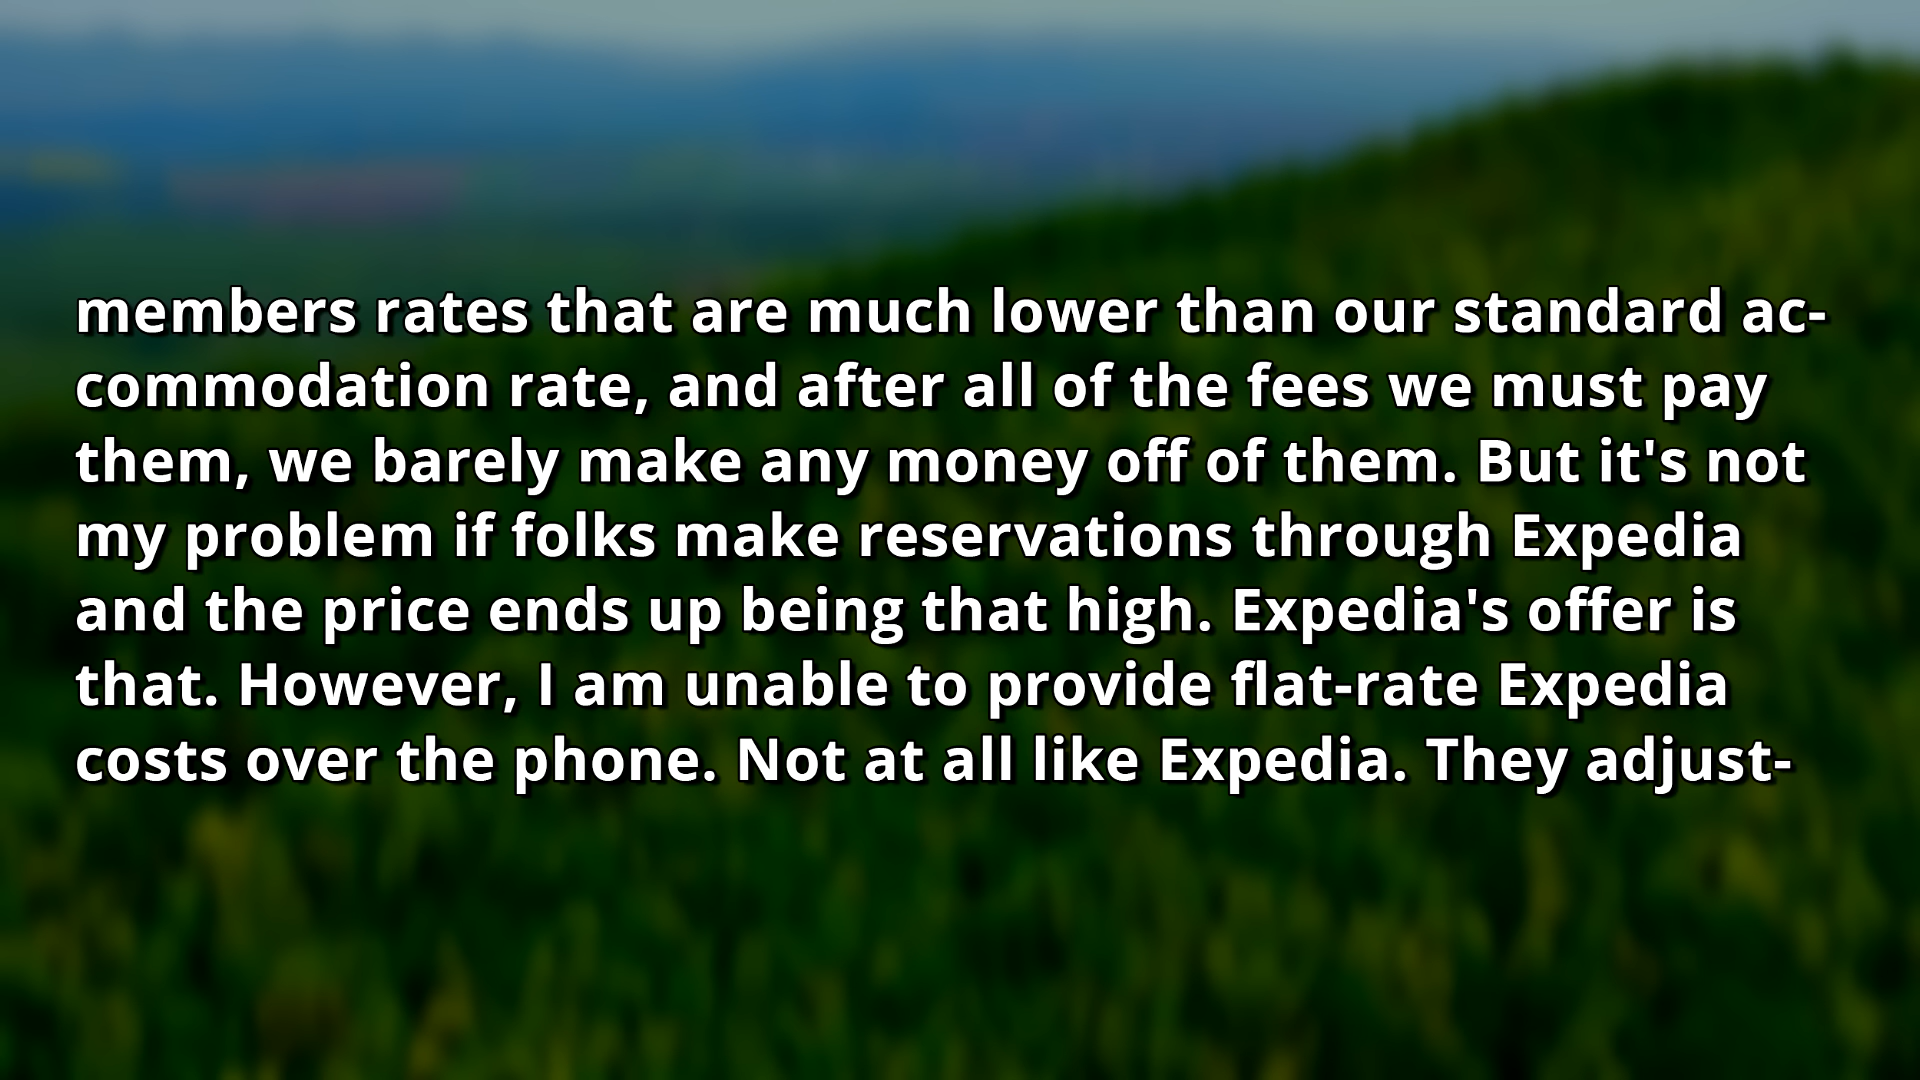 members rates that are much lower than our standard ac-
commodation rate, and after all of the fees we must pay
them, we barely make any money off of them. But it's not
my problem if folks make reservations through Expedia
and the price ends up being that high. Expedia's offer is
that. However, I am unable to provide flat-rate Expedia
costs over the phone. Not at all like Expedia. They adjust-